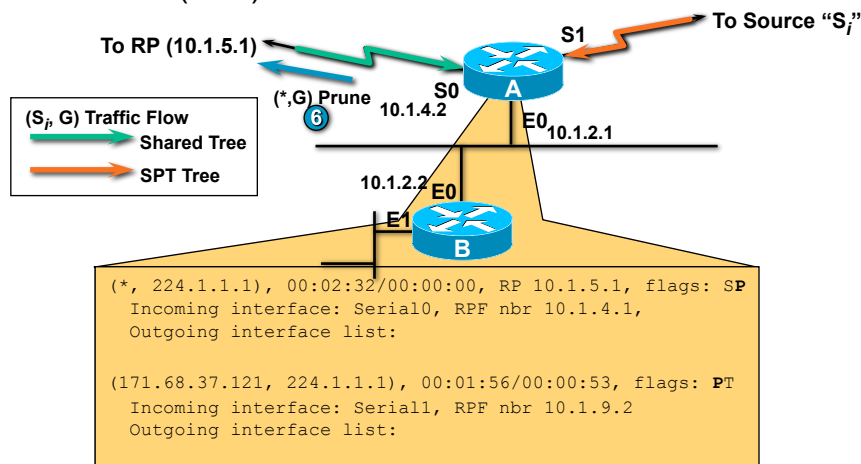 To Source “Si”
S1
To RP (10.1.5.1)
S0
A
(*,G) Prune
6
10.1.4.2
E0
10.1.2.1
(Si, G) Traffic Flow
Shared Tree
SPT Tree
10.1.2.2
E0
E1
B
(*, 224.1.1.1), 00:02:32/00:00:00, RP 10.1.5.1, flags: SP
Incoming interface: Serial0, RPF nbr 10.1.4.1,
Outgoing interface list:
(171.68.37.121, 224.1.1.1), 00:01:56/00:00:53, flags: PT
Incoming interface: Serial1, RPF nbr 10.1.9.2
Outgoing interface list: